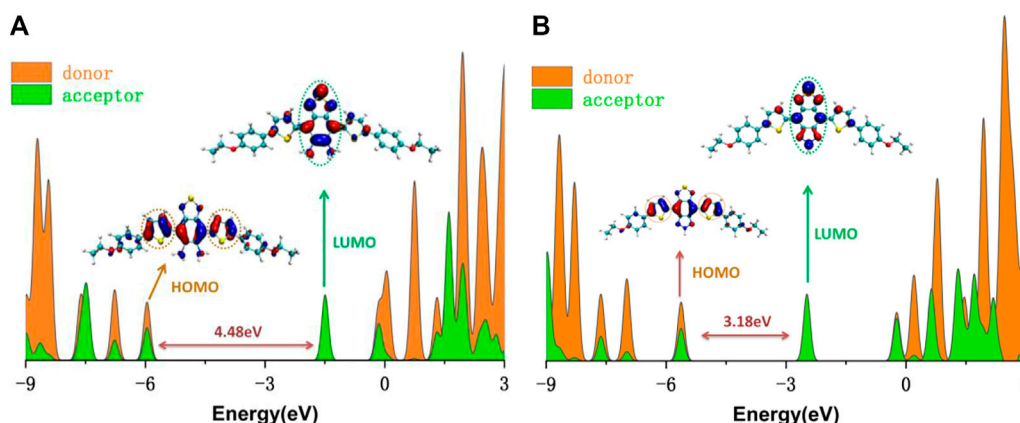 A
donor
acceptor
LUMO
HOMO
4.48eV
-9
-6
-3
0
3
Energy(eV)
B
donor
acceptor
LUMO
HOMO
3.18eV
-9
-6
-3
0
Energy(eV)